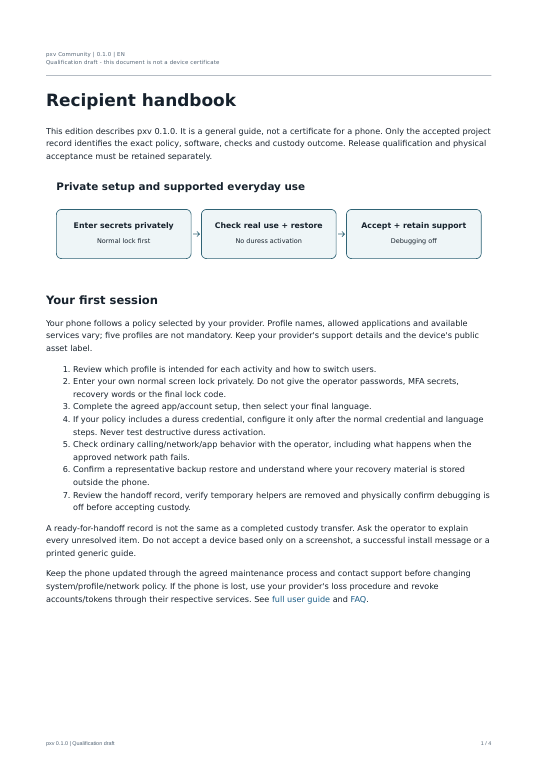 pxv Community | 0.1.0 | EN
Qualification draft - this document is not a device certificate
Recipient handbook
This edition describes pxv 0.1.0. It is a general guide, not a certificate for a phone. Only the accepted project
record identifies the exact policy, software, checks and custody outcome. Release qualification and physical
acceptance must be retained separately.
Private setup and supported everyday use
Enter secrets privately
Normal lock first
→
Check real use + restore
No duress activation
→
Accept + retain support
Debugging off
Your first session
Your phone follows a policy selected by your provider. Profile names, allowed applications and available
services vary; five profiles are not mandatory. Keep your provider's support details and the device's public
asset label.
1. Review which profile is intended for each activity and how to switch users.
2. Enter your own normal screen lock privately. Do not give the operator passwords, MFA secrets,
recovery words or the final lock code.
3. Complete the agreed app/account setup, then select your final language.
4. If your policy includes a duress credential, configure it only after the normal credential and language
steps. Never test destructive duress activation.
5. Check ordinary calling/network/app behavior with the operator, including what happens when the
approved network path fails.
6. Confirm a representative backup restore and understand where your recovery material is stored
outside the phone.
7. Review the handoff record, verify temporary helpers are removed and physically confirm debugging is
off before accepting custody.
A ready-for-handoff record is not the same as a completed custody transfer. Ask the operator to explain
every unresolved item. Do not accept a device based only on a screenshot, a successful install message or a
printed generic guide.
Keep the phone updated through the agreed maintenance process and contact support before changing
system/profile/network policy. If the phone is lost, use your provider's loss procedure and revoke
accounts/tokens through their respective services. See full user guide and FAQ.
pxv 0.1.0 | Qualification draft
1 / 4